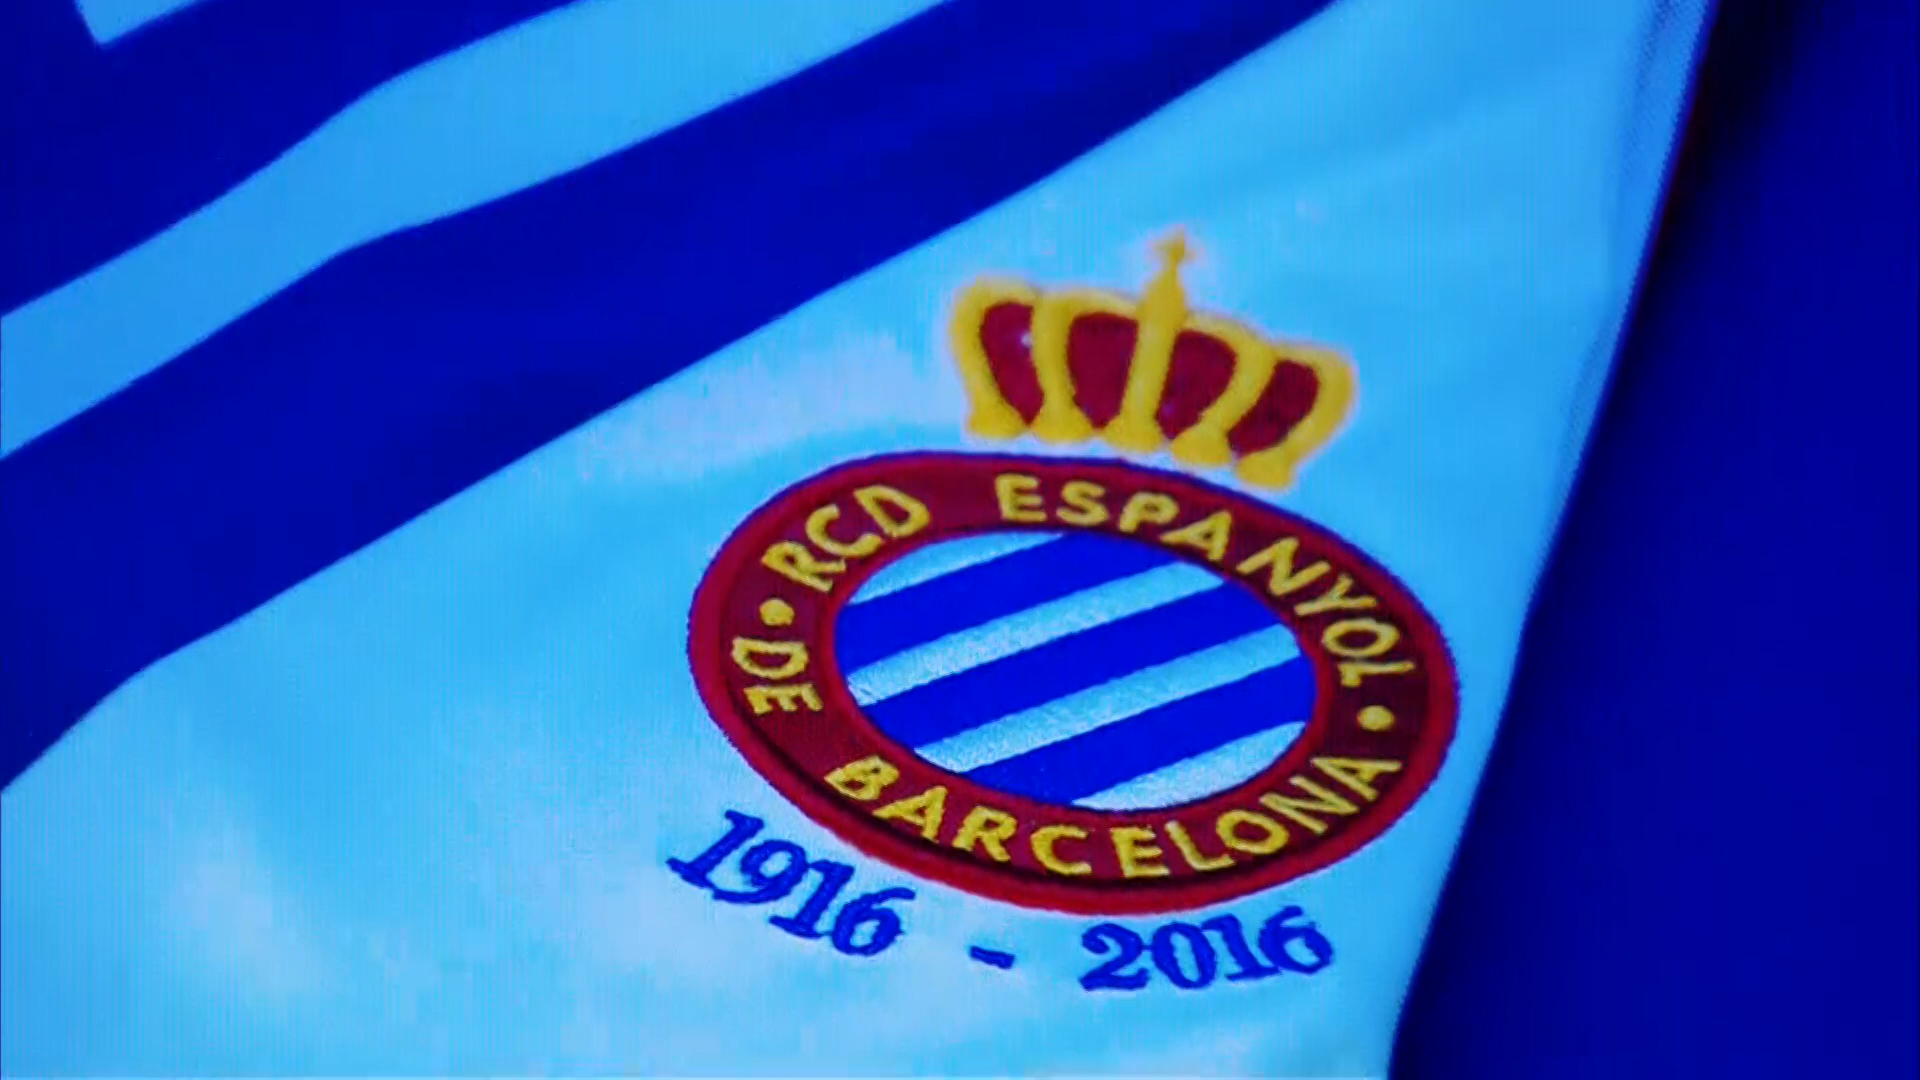 • RCD ESPANYOL •
DE BARCELONA
1916 - 2016